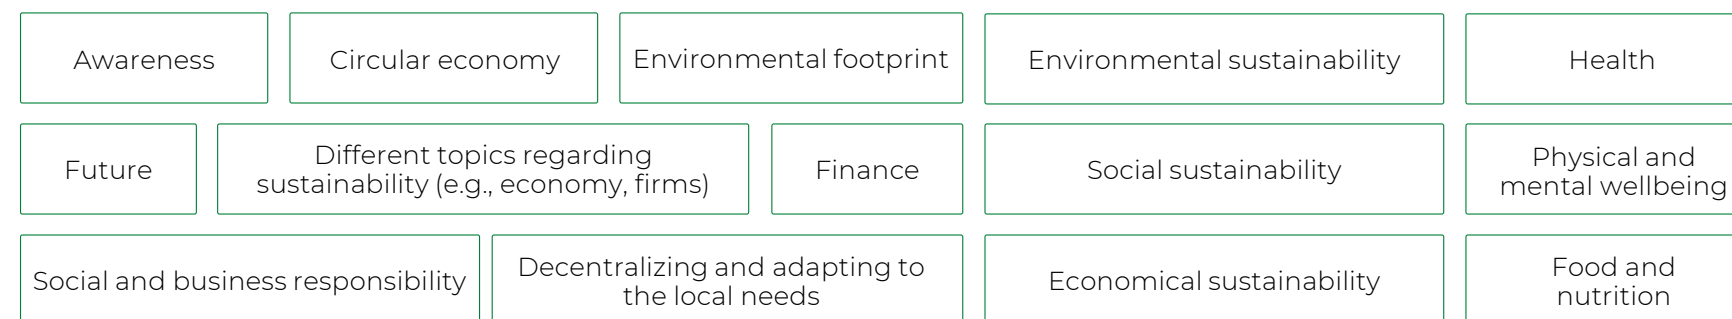 Awareness
Circular economy
Environmental footprint
Environmental sustainability
Health
Future
Different topics regarding
sustainability (e.g., economy, firms)
Finance
Social sustainability
Physical and
mental wellbeing
Social and business responsibility
Decentralizing and adapting to
the local needs
Economical sustainability
Food and
nutrition